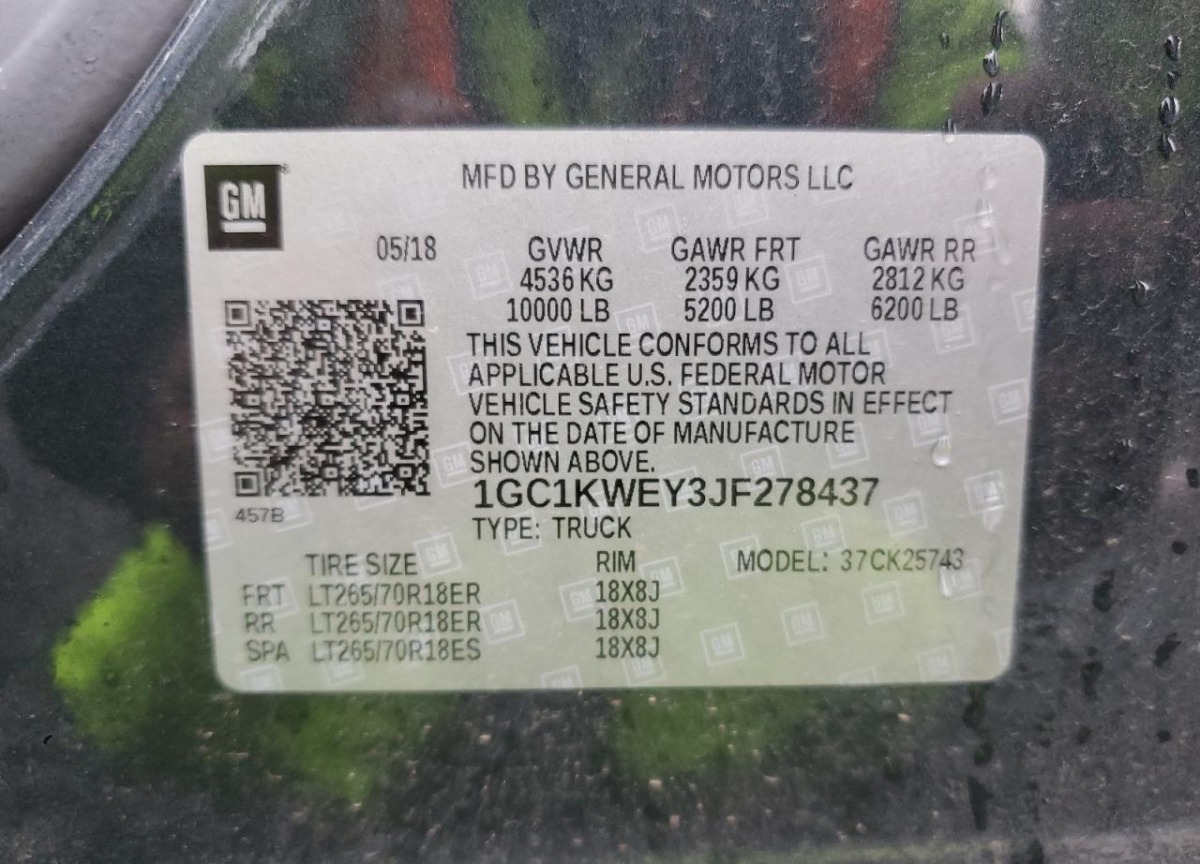 GM
MFD BY GENERAL MOTORS LLC
05/18 GVWR GAWR FRT GAWR RR
4536 KG 2359 KG 2812 KG
10000 LB 5200 LB 6200 LB
THIS VEHICLE CONFORMS TO ALL
APPLICABLE U.S. FEDERAL MOTOR
VEHICLE SAFETY STANDARDS IN EFFECT
ON THE DATE OF MANUFACTURE
SHOWN ABOVE.
1GC1KWEY3JF278437
457B
TYPE: TRUCK
TIRE SIZE RIM MODEL: 37CK25743
FRT LT265/70R18ER 18X8J
RR LT265/70R18ER 18X8J
SPA LT265/70R18ES 18X8J